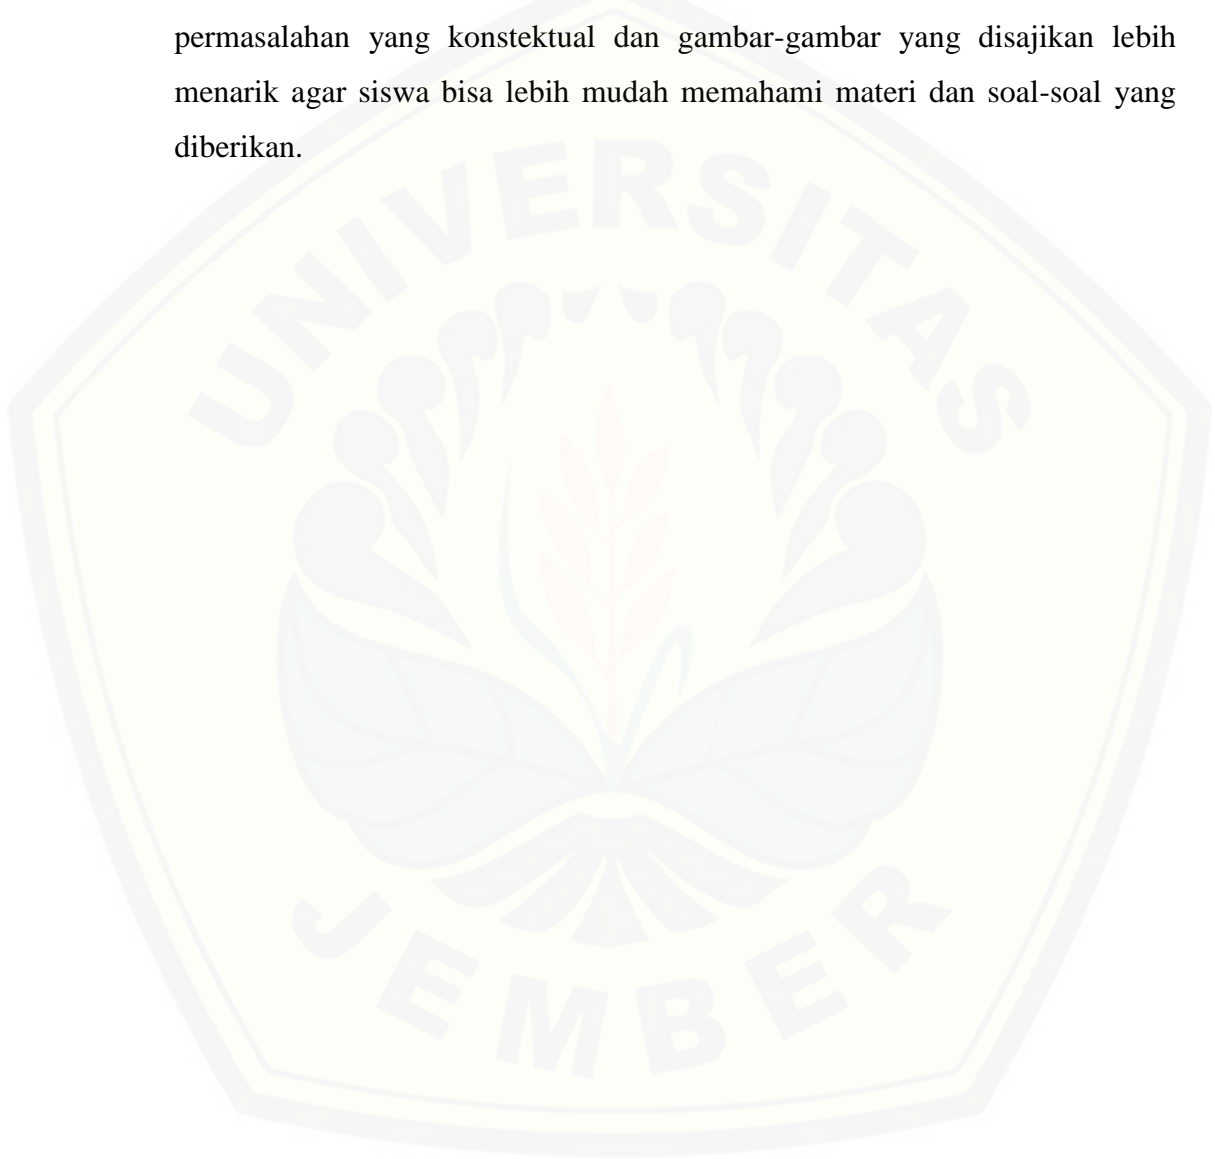 permasalahan yang konstektual dan gambar-gambar yang disajikan lebih
menarik agar siswa bisa lebih mudah memahami materi dan soal-soal yang
diberikan.
UNIVERSITAS
JEMBER